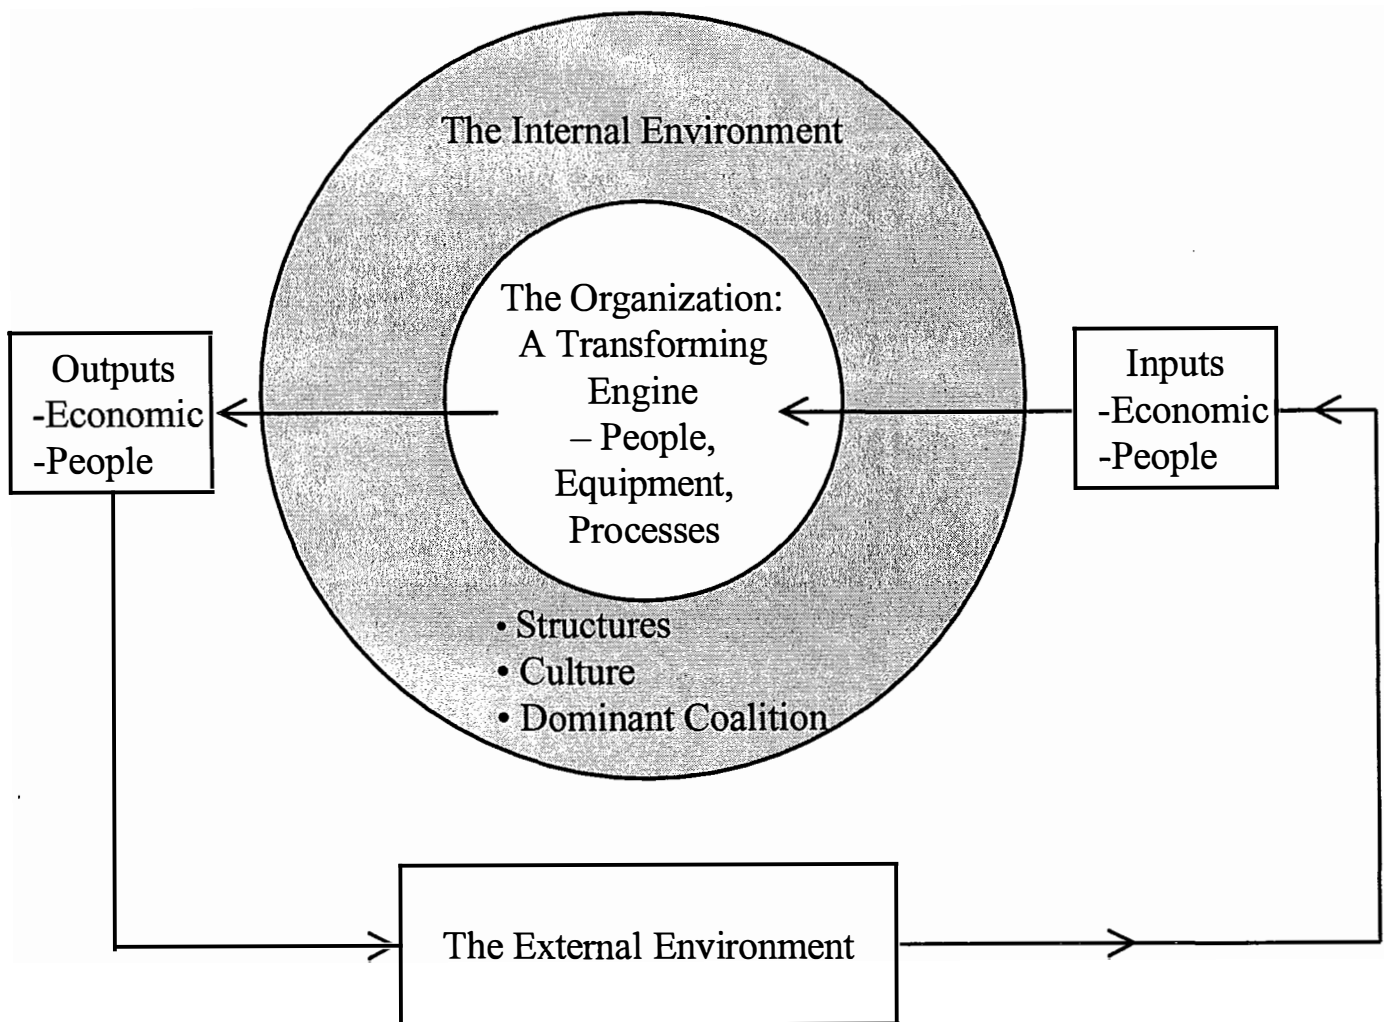 The Internal Environment
The Organization:
A Transforming
Engine
– People,
Equipment,
Processes
Outputs
-Economic
-People
Inputs
-Economic
-People
• Structures
• Culture
• Dominant Coalition
The External Environment